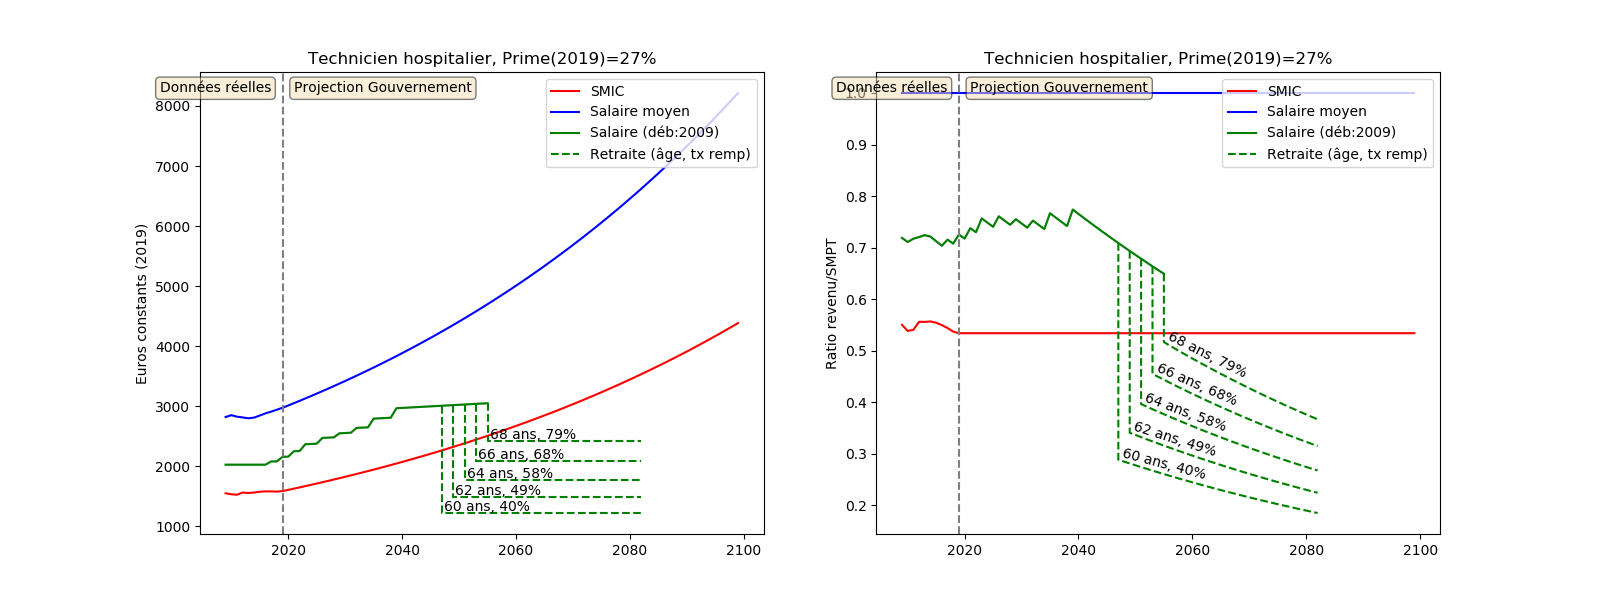 Technicien hospitalier, Prime(2019)=27%
Données réelles
Projection Gouvernement
SMIC
Salaire moyen
Salaire (déb:2009)
Retraite (âge, tx remp)
Euros constants (2019)
8000
7000
6000
5000
4000
3000
2000
1000
68 ans, 79%
66 ans, 68%
64 ans, 58%
62 ans, 49%
60 ans, 40%
2020
2040
2060
2080
2100
Technicien hospitalier, Prime(2019)=27%
Données réelles
Projection Gouvernement
SMIC
Salaire moyen
Salaire (déb:2009)
Retraite (âge, tx remp)
Ratio revenu/SMPT
1.0
0.9
0.8
0.7
0.6
0.5
0.4
0.3
0.2
68 ans, 79%
66 ans, 68%
64 ans, 58%
62 ans, 49%
60 ans, 40%
2020
2040
2060
2080
2100